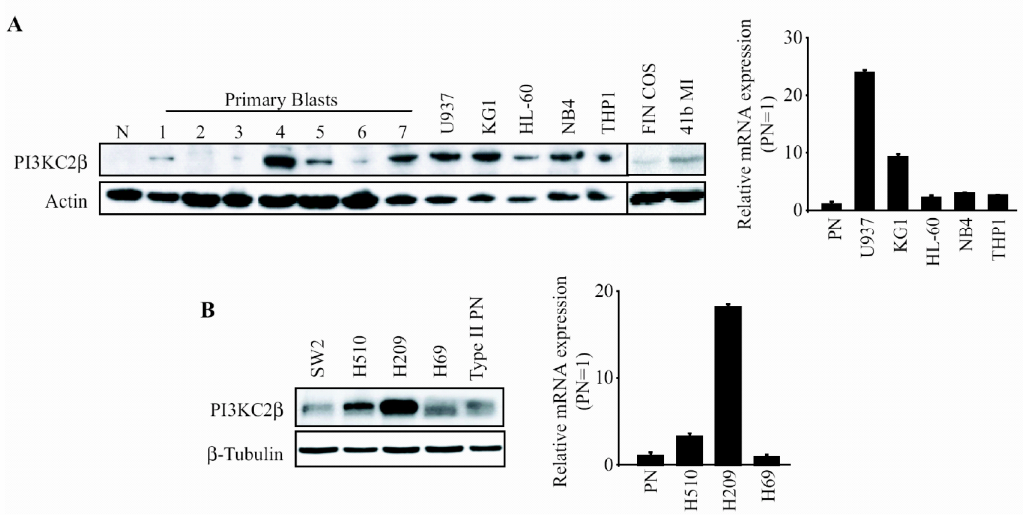 A
Primary Blasts
N 1 2 3 4 5 6 7 U937 KG1 HL-60 NB4 THP1 FIN COS 41b MI
PI3KC2β
Actin
Relative mRNA expression
(PN=1)
30
20
10
0
PN U937 KG1 HL-60 NB4 THP1
B
SW2 H510 H209 H69 Type II PN
PI3KC2β
β-Tubulin
Relative mRNA expression
(PN=1)
20
10
0
PN H510 H209 H69